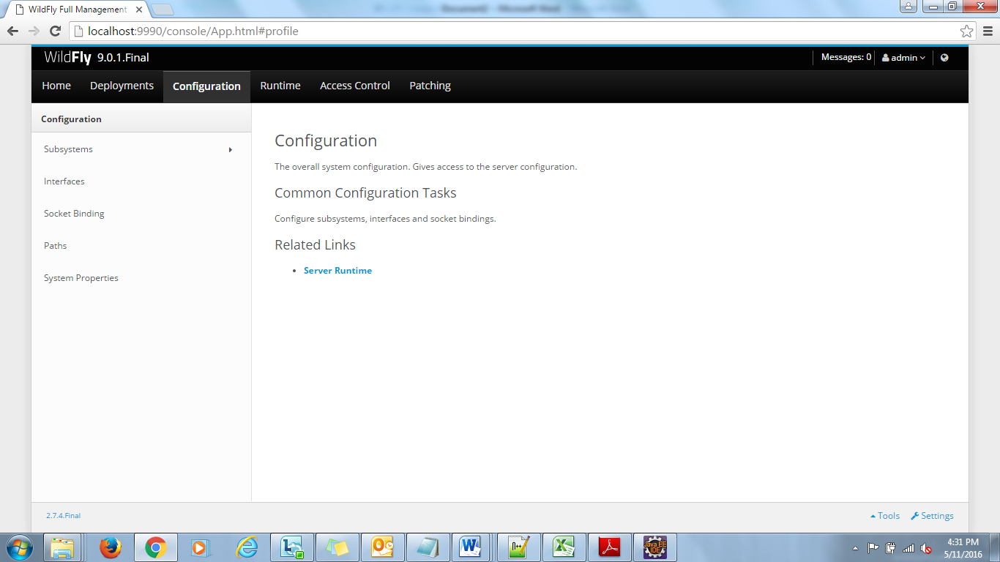 WildFly Full Management
localhost:9990/console/App.html#profile
WildFly 9.0.1.Final
Messages: 0
admin
Home Deployments Configuration Runtime Access Control Patching
Configuration
Subsystems
Interfaces
Socket Binding
Paths
System Properties
Configuration
The overall system configuration. Gives access to the server configuration.
Common Configuration Tasks
Configure subsystems, interfaces and socket bindings.
Related Links
• Server Runtime
2.7.4.Final
Tools Settings
Java EE
IDE
4:31 PM
5/11/2016